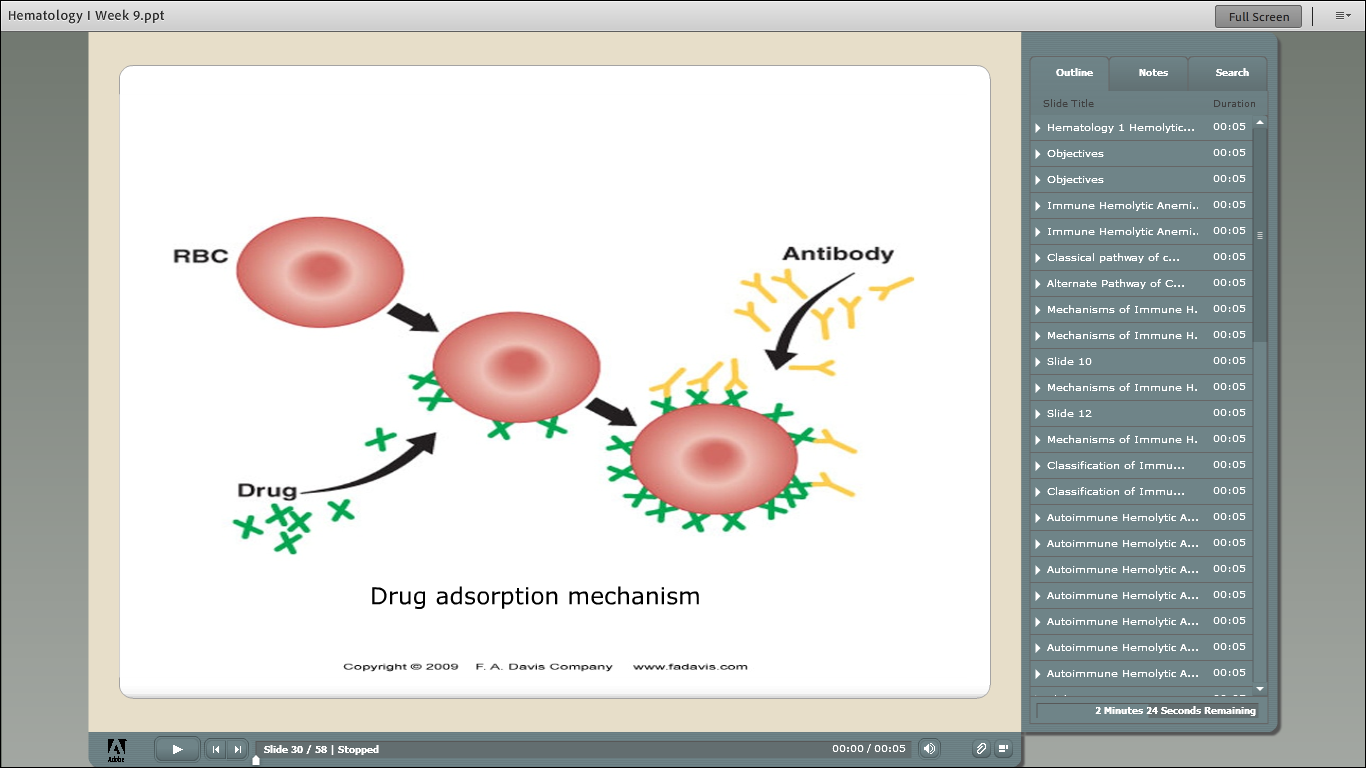 Hematology I Week 9.ppt
Full Screen
RBC
Antibody
Drug
Drug adsorption mechanism
Copyright © 2009 F. A. Davis Company www.fadavis.com
Outline Notes Search
Slide Title Duration
Hematology 1 Hemolytic... 00:05
Objectives 00:05
Objectives 00:05
Immune Hemolytic Anemi.. 00:05
Immune Hemolytic Anemi.. 00:05
Classical pathway of c... 00:05
Alternate Pathway of C... 00:05
Mechanisms of Immune H. 00:05
Mechanisms of Immune H. 00:05
Slide 10 00:05
Mechanisms of Immune H. 00:05
Slide 12 00:05
Mechanisms of Immune H. 00:05
Classification of Immu... 00:05
Classification of Immu... 00:05
Autoimmune Hemolytic A... 00:05
Autoimmune Hemolytic A... 00:05
Autoimmune Hemolytic A... 00:05
Autoimmune Hemolytic A... 00:05
Autoimmune Hemolytic A... 00:05
Autoimmune Hemolytic A... 00:05
Autoimmune Hemolytic A... 00:05
2 Minutes 24 Seconds Remaining
Adobe
Slide 30 / 58 | Stopped
00:00 / 00:05